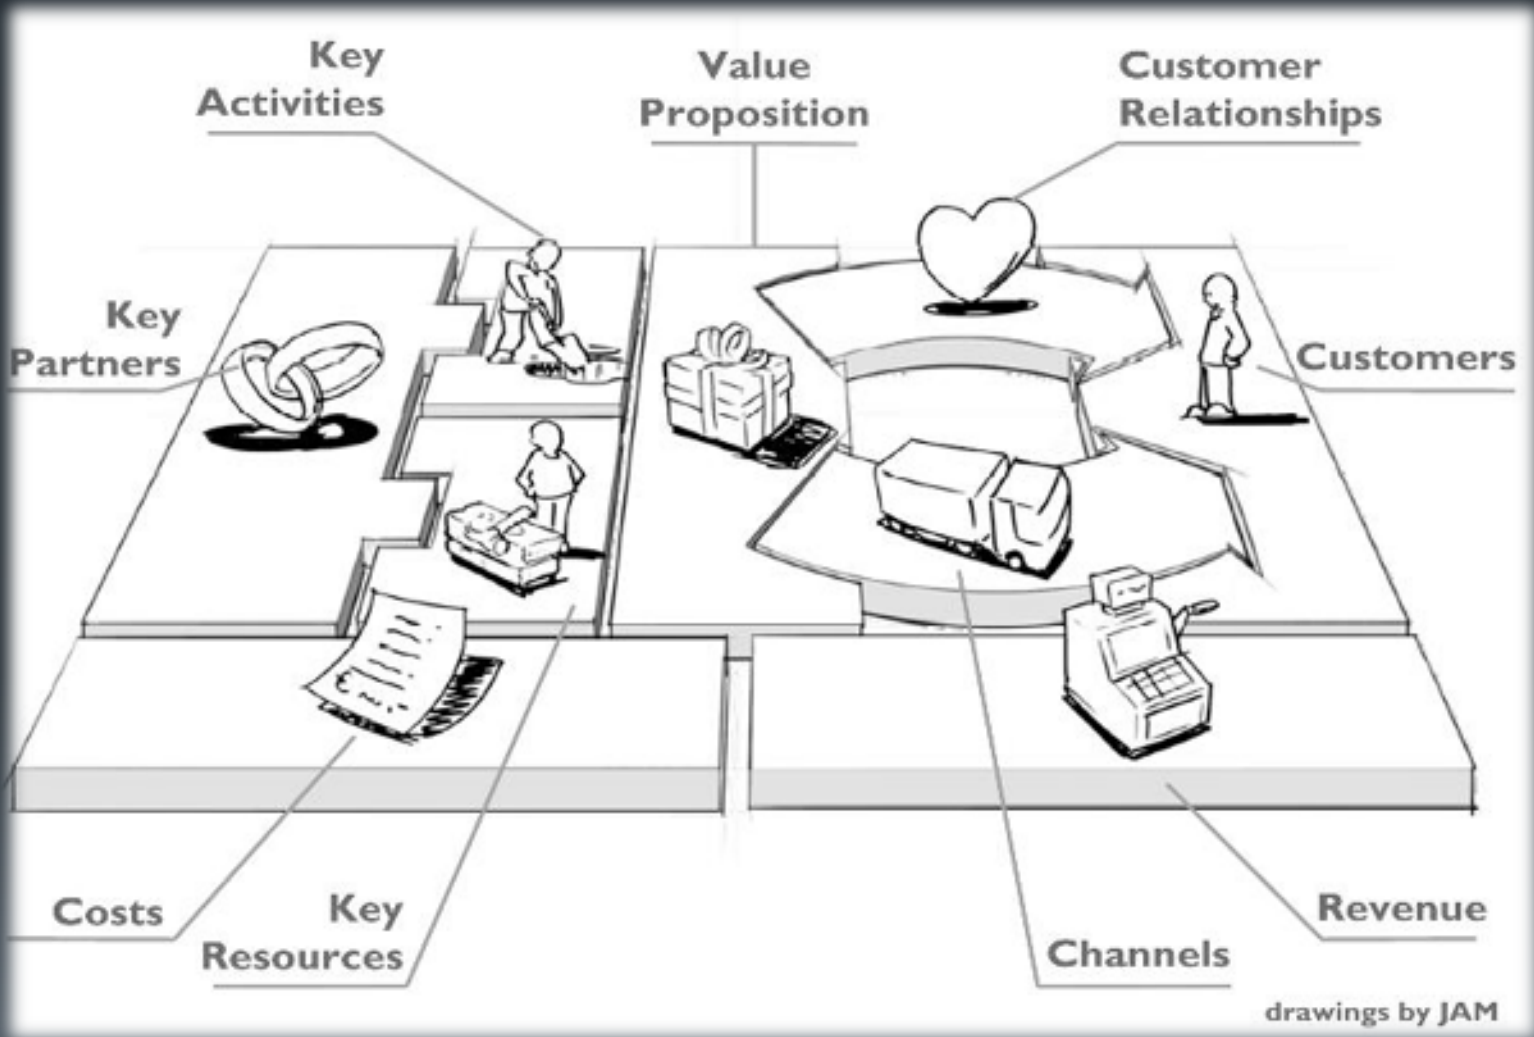 Key
Activities
Value
Proposition
Customer
Relationships
Key
Partners
Customers
Costs
Key
Resources
Channels
Revenue
drawings by JAM